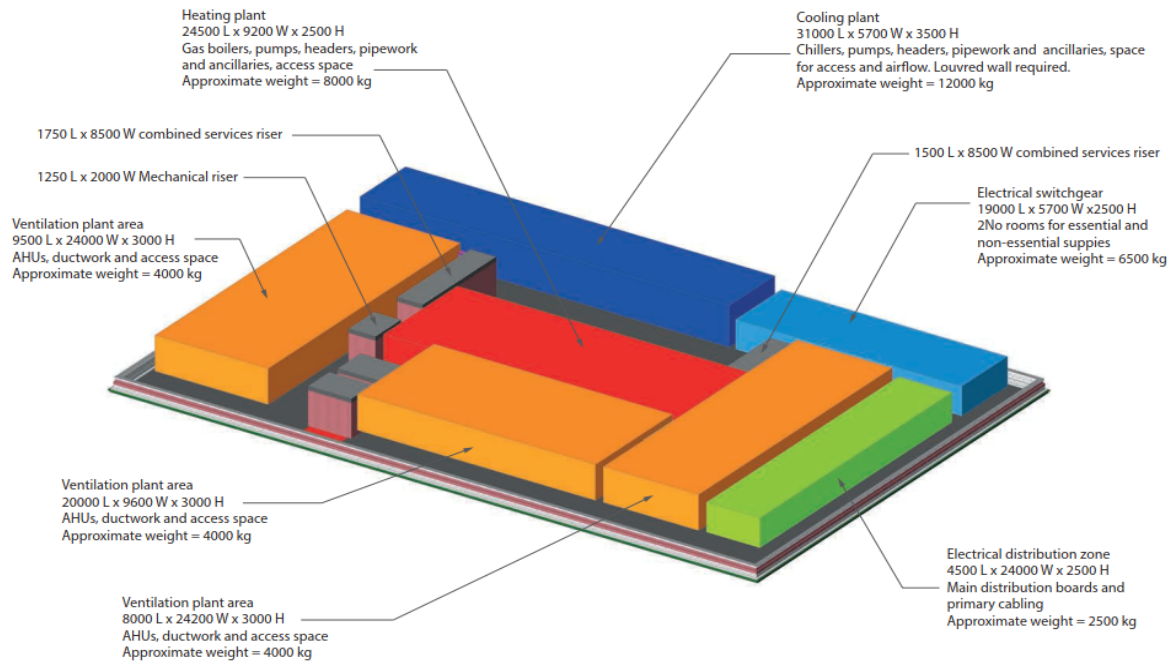 Heating plant
24500 L x 9200 W x 2500 H
Gas boilers, pumps, headers, pipework
and ancillaries, access space
Approximate weight = 8000 kg
Cooling plant
31000 L x 5700 W x 3500 H
Chillers, pumps, headers, pipework and ancillaries, space
for access and airflow. Louvred wall required.
Approximate weight = 12000 kg
1750 L x 8500 W combined services riser
1500 L x 8500 W combined services riser
1250 L x 2000 W Mechanical riser
Electrical switchgear
19000 L x 5700 W x2500 H
2No rooms for essential and
non-essential suppies
Approximate weight = 6500 kg
Ventilation plant area
9500 L x 24000 W x 3000 H
AHUs, ductwork and access space
Approximate weight = 4000 kg
Ventilation plant area
20000 L x 9600 W x 3000 H
AHUs, ductwork and access space
Approximate weight = 4000 kg
Electrical distribution zone
4500 L x 24000 W x 2500 H
Main distribution boards and
primary cabling
Approximate weight = 2500 kg
Ventilation plant area
8000 L x 24200 W x 3000 H
AHUs, ductwork and access space
Approximate weight = 4000 kg